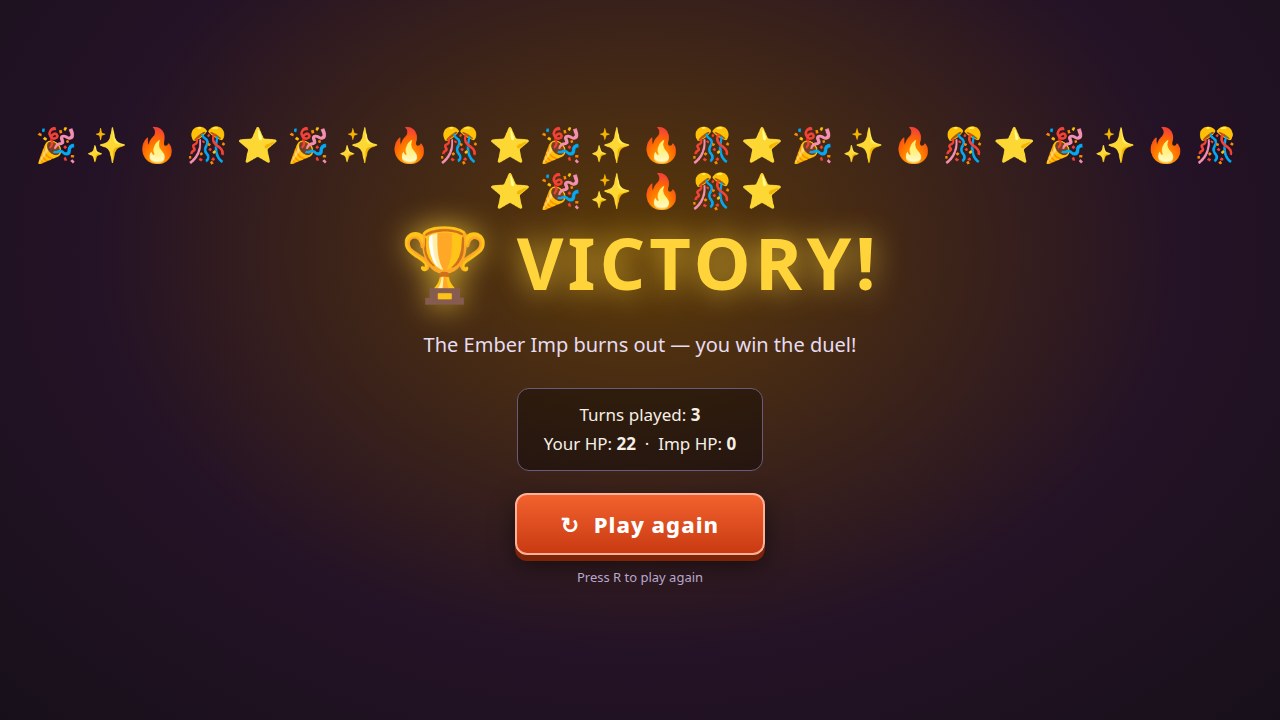 VICTORY!
The Ember Imp burns out — you win the duel!
Turns played: 3
Your HP: 22 · Imp HP: 0
↻ Play again
Press R to play again